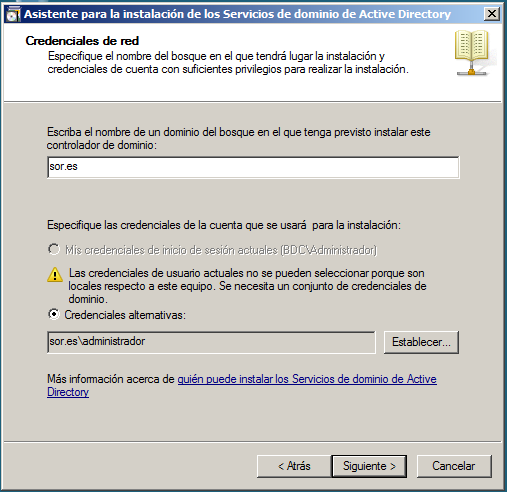 Asistente para la instalación de los Servicios de dominio de Active Directory
Credenciales de red
Especifique el nombre del bosque en el que tendrá lugar la instalación y
credenciales de cuenta con suficientes privilegios para realizar la instalación.
Escriba el nombre de un dominio del bosque en el que tenga previsto instalar este
controlador de dominio:
sor.es
Especifique las credenciales de la cuenta que se usará para la instalación:
Mis credenciales de inicio de sesión actuales (BDC\Administrador)
Las credenciales de usuario actuales no se pueden seleccionar porque son
locales respecto a este equipo. Se necesita un conjunto de credenciales de
dominio.
Credenciales alternativas:
sor.es\administrador
Establecer...
Más información acerca de quién puede instalar los Servicios de dominio de Active
Directory
< Atrás
Siguiente >
Cancelar